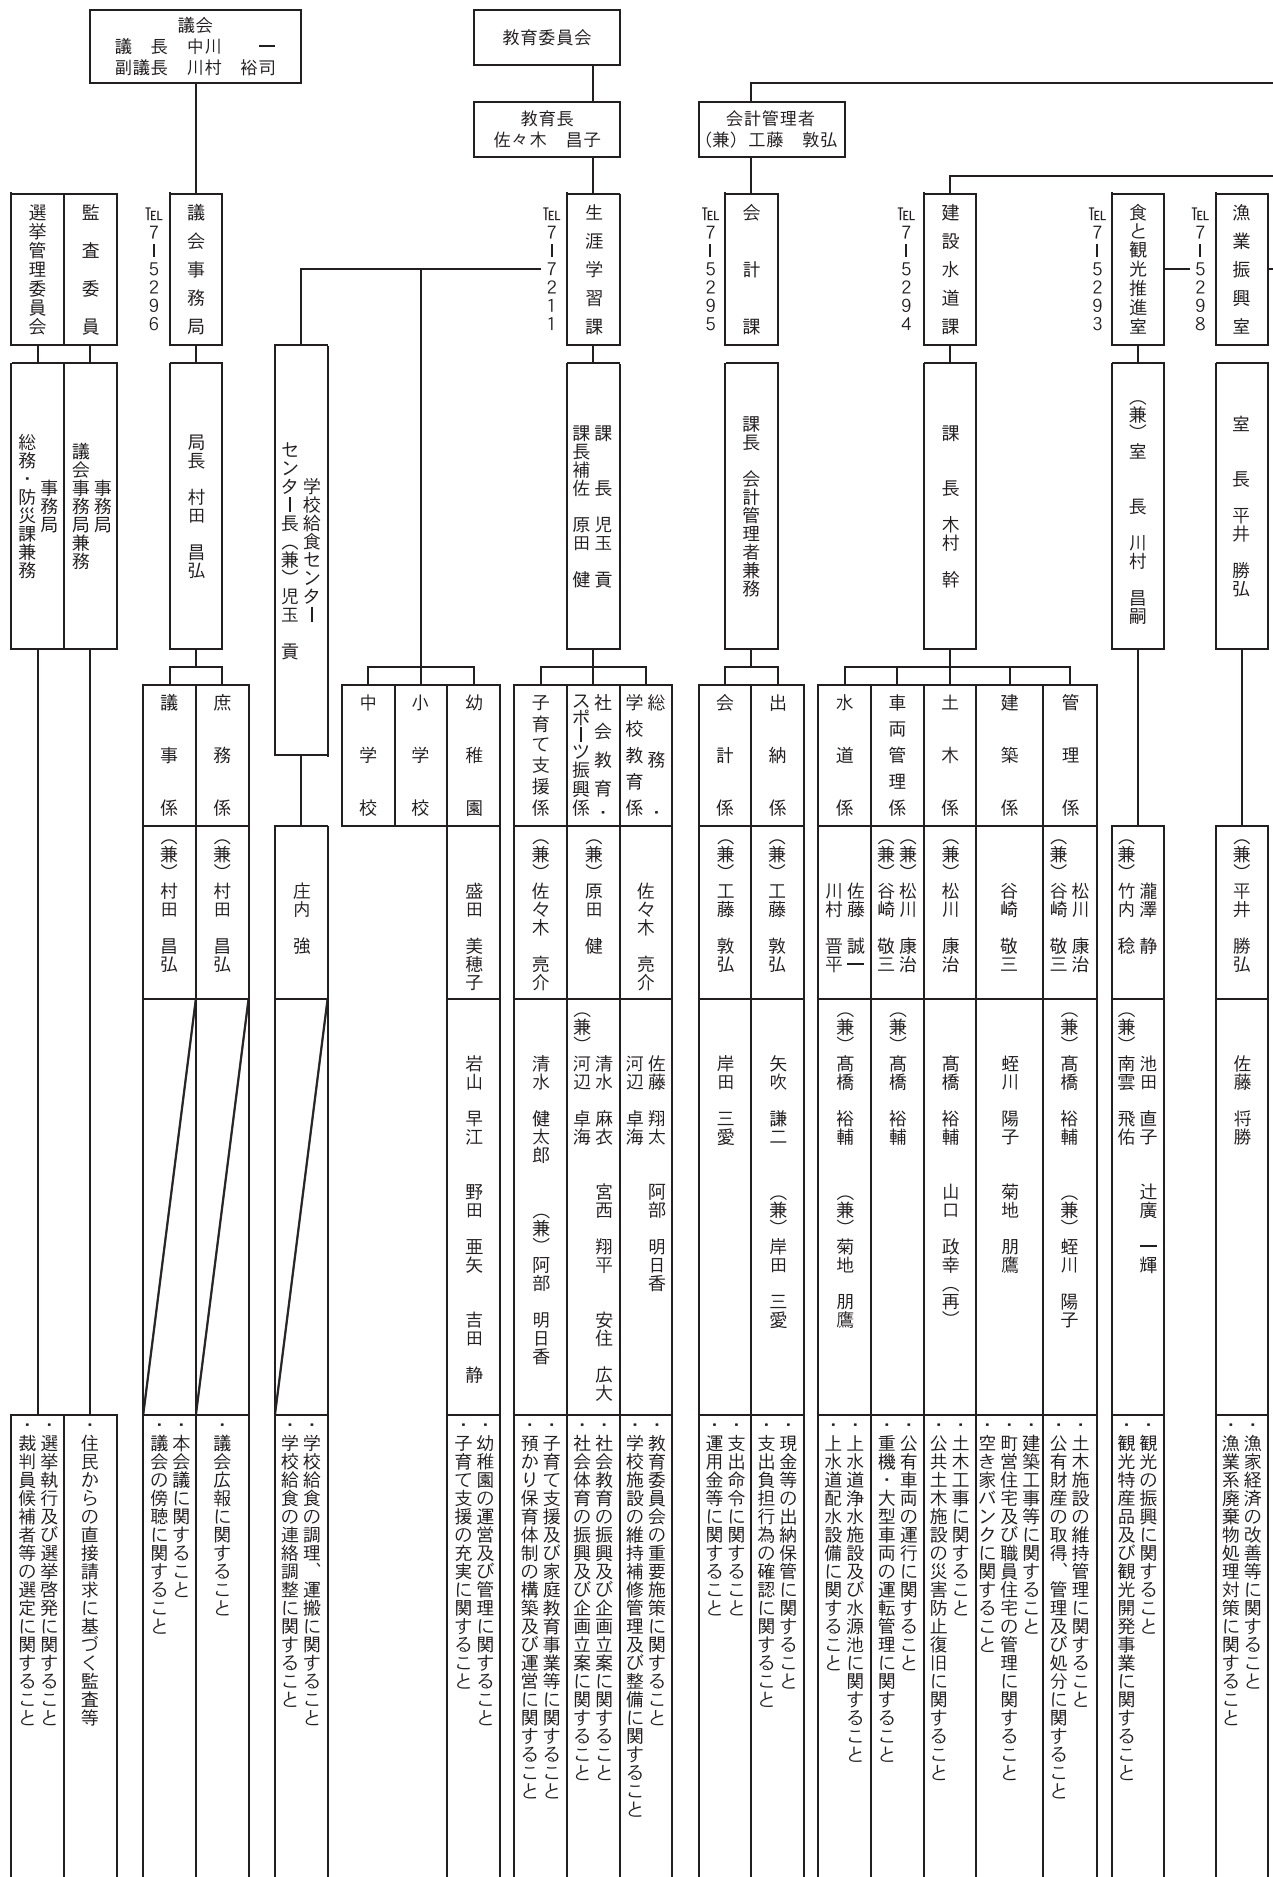 議会
議　長　中川　　一
副議長　川村　裕司
教育委員会
教育長
佐々木　昌子
会計管理者
（兼）工藤　敦弘
漁業振興室
℡7―5298
食と観光推進室
℡7―5293
建設水道課
℡7―5294
会計課
℡7―5295
生涯学習課
℡7―7211
議会事務局
℡7―5296
監査委員
選挙管理委員会
室　　長　平井　勝弘
（兼）室　　長　川村　昌嗣
課　　長　木村　幹
課長　会計管理者兼務
課　　長　児玉　貢
課長補佐　原田　健
学校給食センター
センター長（兼）児玉　貢
局長　村田　昌弘
事務局
議会事務局兼務
事務局
総務・防災課兼務
管理係
建築係
土木係
車両管理係
水道係
出納係
会計係
総務・
学校教育係
社会教育・
スポーツ振興係
子育て支援係
幼稚園
小学校
中学校
庶務係
議事係
（兼）平井　勝弘
瀧澤　静
（兼）竹内　稔
松川　康治
（兼）谷崎　敬三
谷崎　敬三
（兼）松川　康治
（兼）松川　康治
（兼）谷崎　敬三
佐藤　誠一
川村　晋平
（兼）工藤　敦弘
（兼）工藤　敦弘
佐々木　亮介
（兼）原田　健
（兼）佐々木　亮介
盛田　美穂子
庄内　強
（兼）村田　昌弘
（兼）村田　昌弘
佐藤　将勝
池田　直子　　辻廣　一輝
（兼）南雲　飛佑
（兼）髙橋　裕輔　　（兼）蛭川　陽子
蛭川　陽子　　菊地　朋鷹
髙橋　裕輔　　山口　政幸（再）
（兼）髙橋　裕輔
（兼）髙橋　裕輔　　（兼）菊地　朋鷹
矢吹　謙二　　（兼）岸田　三愛
岸田　三愛
佐藤　翔太　　阿部　明日香
河辺　卓海
清水　麻衣　　宮西　翔平　　安住　広大
（兼）河辺　卓海
清水　健太郎　　（兼）阿部　明日香
岩山　早江　　野田　亜矢　　吉田　静
・漁家経済の改善等に関すること
・漁業系廃棄物処理対策に関すること
・観光の振興に関すること
・観光特産品及び観光開発事業に関すること
・土木施設の維持管理に関すること
・公有財産の取得、管理及び処分に関すること
・建築工事等に関すること
・町営住宅及び職員住宅の管理に関すること
・空き家バンクに関すること
・土木工事に関すること
・公共土木施設の災害防止復旧に関すること
・公有車両の運行に関すること
・重機・大型車両の運転管理に関すること
・上水道浄水施設及び水源池に関すること
・上水道配水設備に関すること
・現金等の出納保管に関すること
・支出負担行為の確認に関すること
・支出命令に関すること
・運用金等に関すること
・教育委員会の重要施策に関すること
・学校施設の維持補修管理及び整備に関すること
・社会教育の振興及び企画立案に関すること
・社会体育の振興及び企画立案に関すること
・子育て支援及び家庭教育事業等に関すること
・預かり保育体制の構築及び運営に関すること
・幼稚園の運営及び管理に関すること
・子育て支援の充実に関すること
・学校給食の調理、運搬に関すること
・学校給食の連絡調整に関すること
・議会広報に関すること
・本会議に関すること
・議会の傍聴に関すること
・住民からの直接請求に基づく監査等
・選挙執行及び選挙啓発に関すること
・裁判員候補者等の選定に関すること